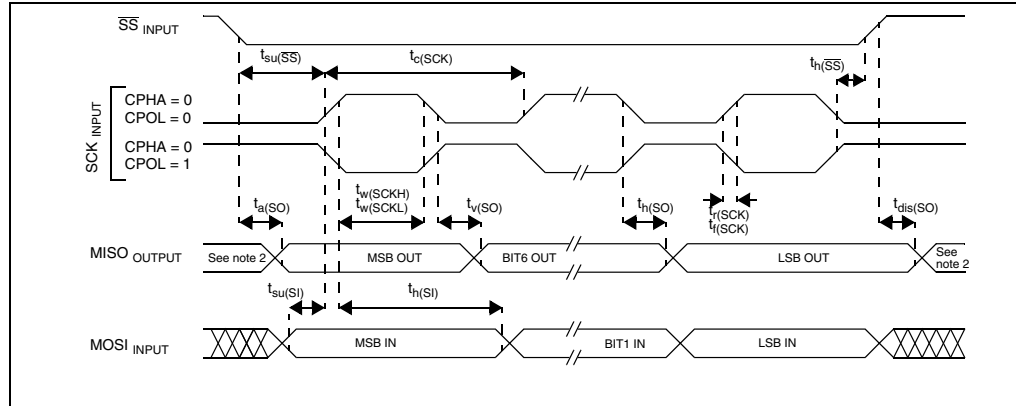 SS INPUT
tsu(SS)
tc(SCK)
th(SS)
SCK INPUT
CPHA = 0
CPOL = 0
CPHA = 0
CPOL = 1
ta(SO)
tw(SCKH)
tw(SCKL)
tv(SO)
th(SO)
tr(SCK)
tf(SCK)
tdis(SO)
MISO OUTPUT
See note 2
MSB OUT
BIT6 OUT
LSB OUT
See
note 2
tsu(SI)
th(SI)
MOSI INPUT
MSB IN
BIT1 IN
LSB IN